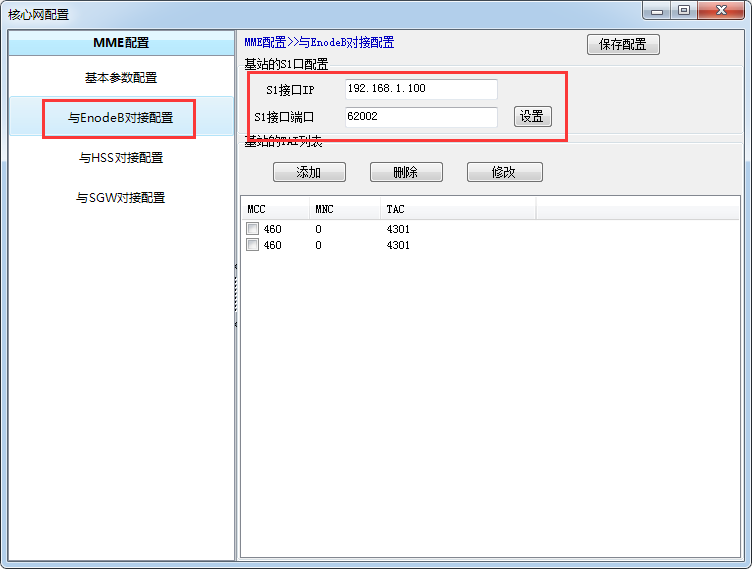 核心网配置
MME配置
基本参数配置
与EnodeB对接配置
与HSS对接配置
与SGW对接配置
MME配置>>与EnodeB对接配置
保存配置
基站的S1口配置
S1接口IP 192.168.1.100
S1接口端口 62002 设置
基站的TAI列表
添加 删除 修改
MCC MNC TAC
460 0 4301
460 0 4301